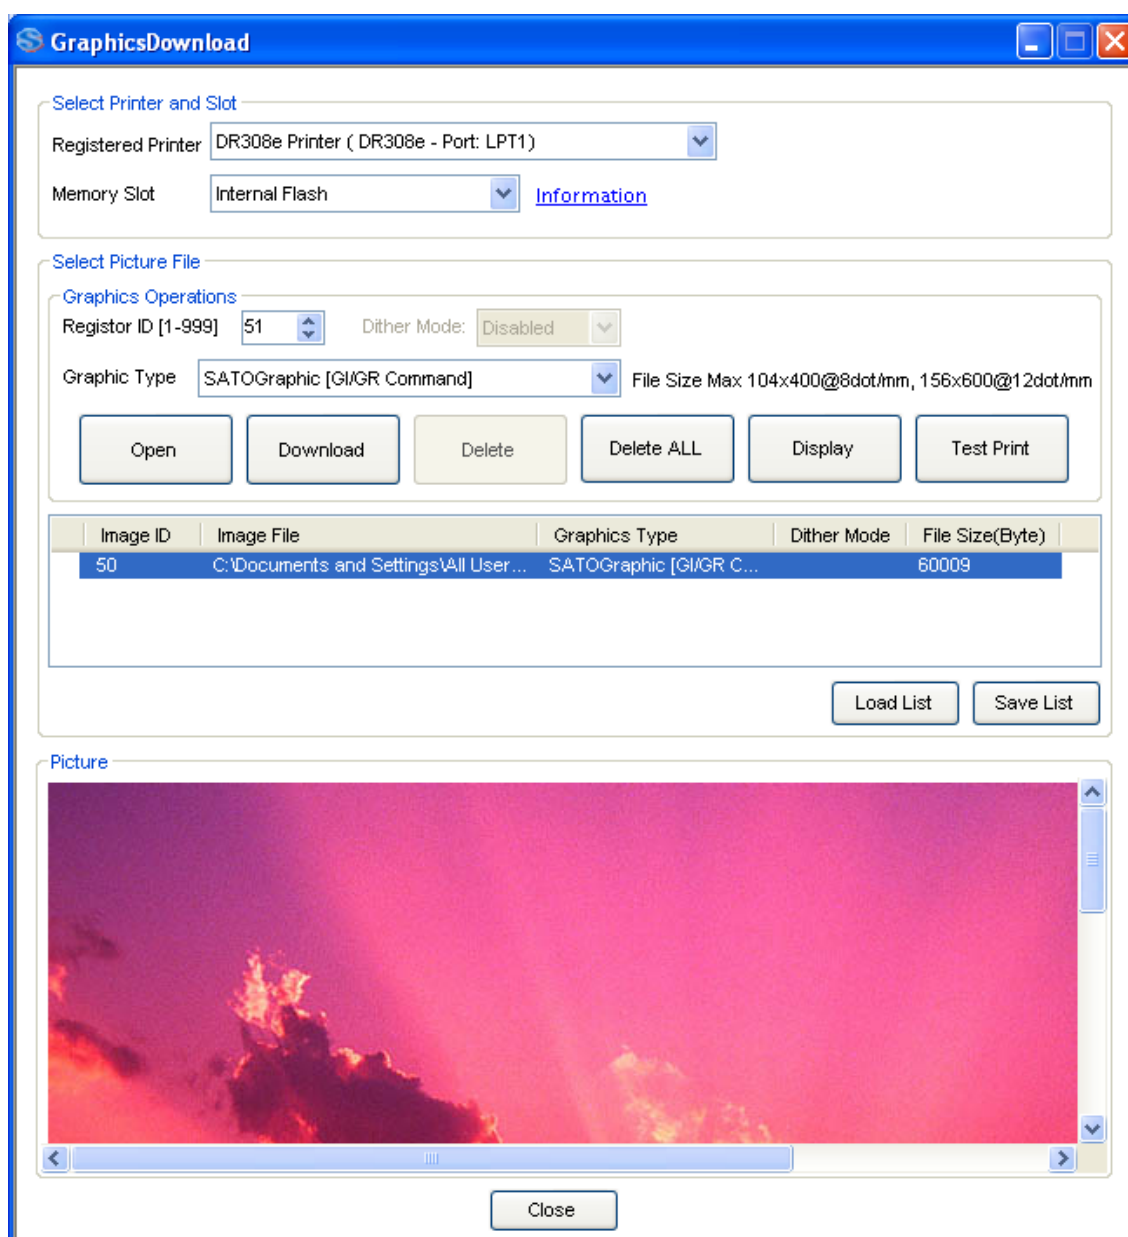 GraphicsDownload
Select Printer and Slot
Registered Printer DR308e Printer ( DR308e - Port: LPT1)
Memory Slot Internal Flash Information
Select Picture File
Graphics Operations
Registor ID [1-999] 51 Dither Mode: Disabled
Graphic Type SATOGraphic [GI/GR Command] File Size Max 104x400@8dot/mm, 156x600@12dot/mm
Open Download Delete Delete ALL Display Test Print
Image ID Image File Graphics Type Dither Mode File Size(Byte)
50 C:\Documents and Settings\All User... SATOGraphic [GI/GR C... 60009
Load List Save List
Picture
Close